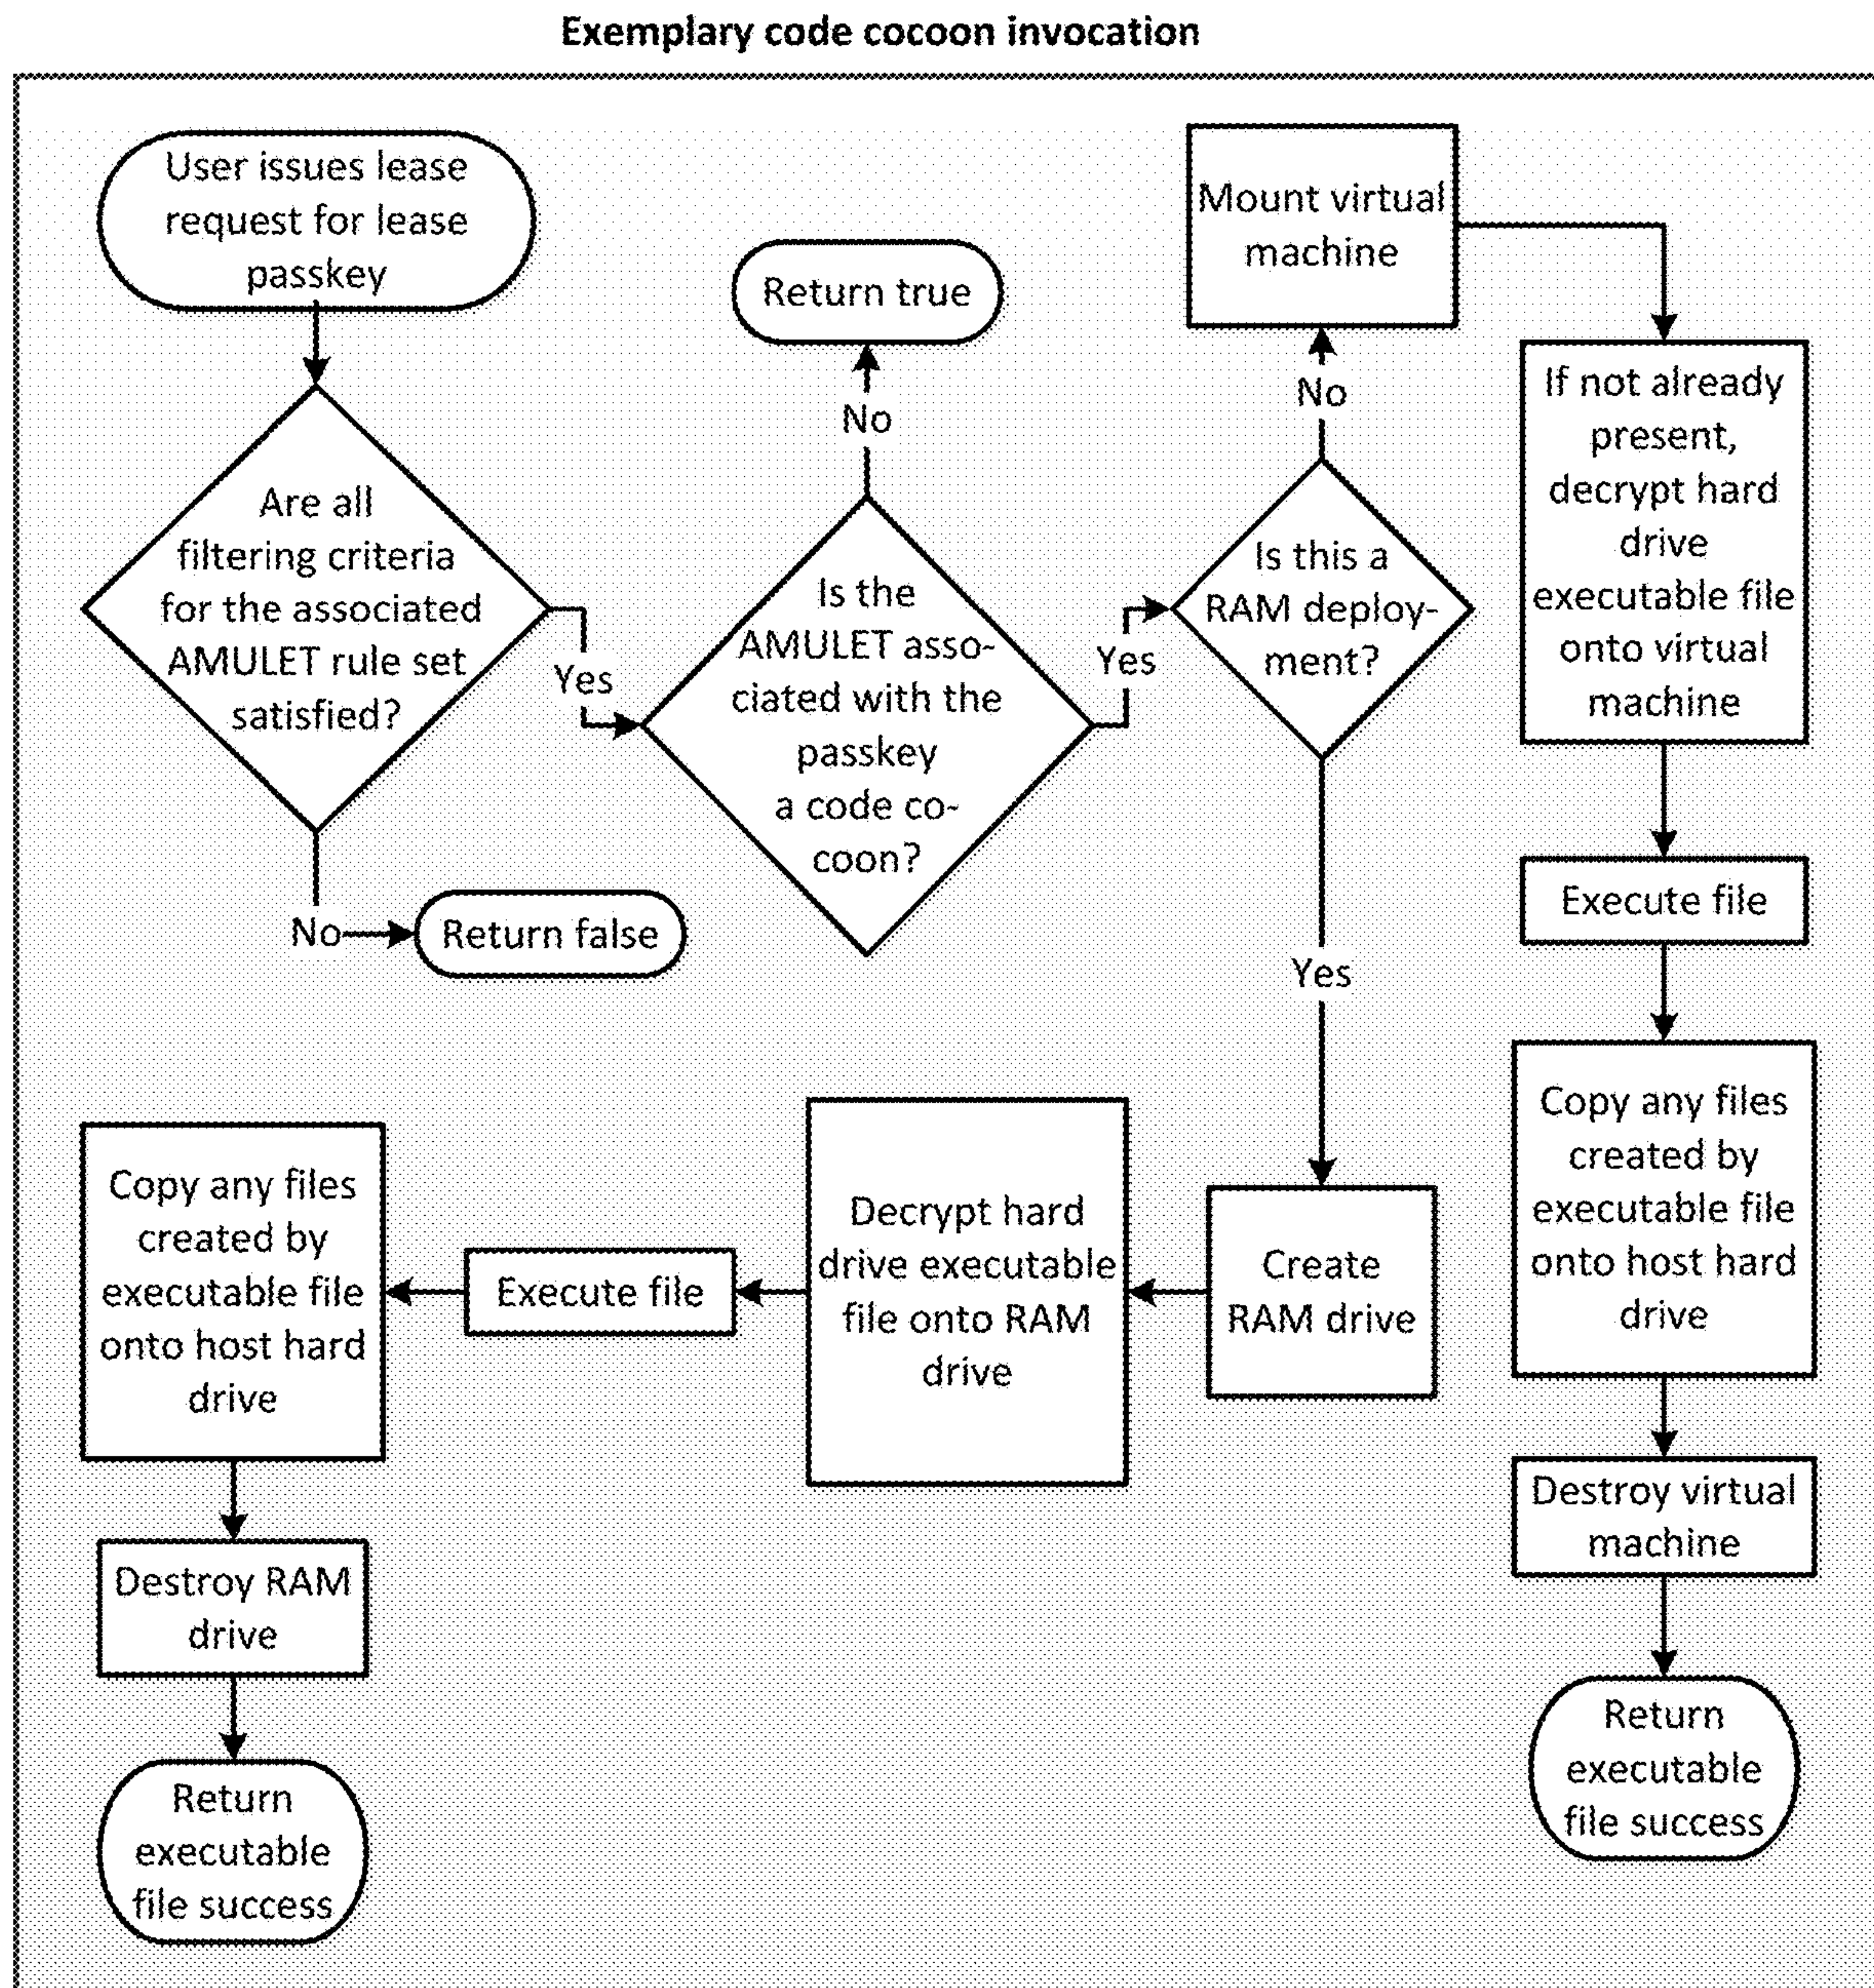 Exemplary code cocoon invocation
User issues lease
request for lease
passkey
Are all
filtering criteria
for the associated
AMULET rule set
satisfied?
No
Return false
Yes
Return true
No
Is the
AMULET asso-
ciated with the
passkey
a code co-
coon?
Yes
Mount virtual
machine
No
Is this a
RAM deploy-
ment?
Yes
If not already
present,
decrypt hard
drive
executable file
onto virtual
machine
Execute file
Copy any files
created by
executable file
onto host hard
drive
Destroy virtual
machine
Return
executable
file success
Create
RAM drive
Decrypt hard
drive executable
file onto RAM
drive
Execute file
Copy any files
created by
executable file
onto host hard
drive
Destroy RAM
drive
Return
executable
file success